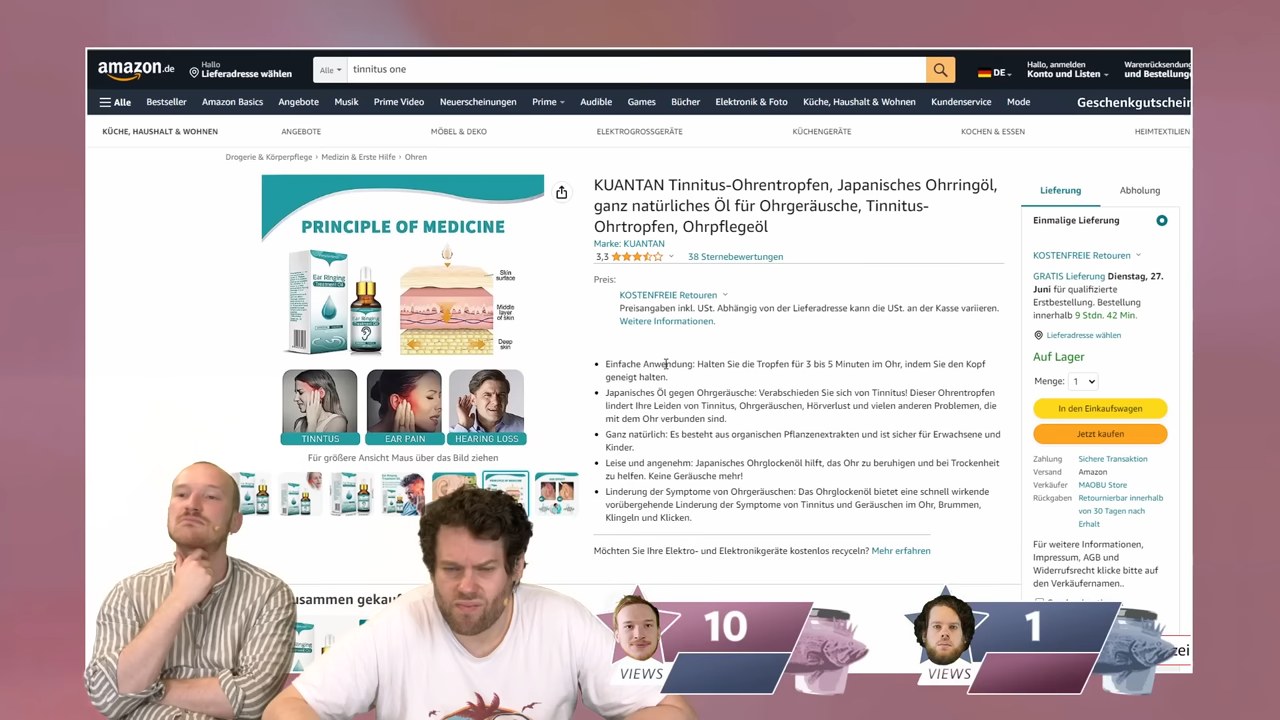 amazon.de
Hallo
Lieferadresse wählen
Alle
tinnitus one
DE
Hallo, anmelden
Konto und Listen
Warenrücksendung
und Bestellung
Alle
Bestseller
Amazon Basics
Angebote
Musik
Prime Video
Neuerscheinungen
Prime
Audible
Games
Bücher
Elektronik & Foto
Küche, Haushalt & Wohnen
Kundenservice
Mode
Geschenkgutschein
KÜCHE, HAUSHALT & WOHNEN
ANGEBOTE
MÖBEL & DEKO
ELEKTROGROSSGERÄTE
KÜCHENGERÄTE
KOCHEN & ESSEN
HEIMTEXTILIEN
Drogerie & Körperpflege › Medizin & Erste Hilfe › Ohren
PRINCIPLE OF MEDICINE
Ear Ringing
Treatment Oil
Skin
surface
Middle
layer
of skin
Deep
skin
TINNTUS
EAR PAIN
HEARING LOSS
Für größere Ansicht Maus über das Bild ziehen
KUANTAN Tinnitus-Ohrentropfen, Japanisches Ohrringöl,
ganz natürliches Öl für Ohrgeräusche, Tinnitus-
Ohrtropfen, Ohrpflegeöl
Marke: KUANTAN
3,3
38 Sternebewertungen
Preis:
KOSTENFREIE Retouren
Preisangaben inkl. USt. Abhängig von der Lieferadresse kann die USt. an der Kasse variieren.
Weitere Informationen.
Einfache Anwendung: Halten Sie die Tropfen für 3 bis 5 Minuten im Ohr, indem Sie den Kopf
geneigt halten.
Japanisches Öl gegen Ohrgeräusche: Verabschieden Sie sich von Tinnitus! Dieser Ohrentropfen
lindert Ihre Leiden von Tinnitus, Ohrgeräuschen, Hörverlust und vielen anderen Problemen, die
mit dem Ohr verbunden sind.
Ganz natürlich: Es besteht aus organischen Pflanzenextrakten und ist sicher für Erwachsene und
Kinder.
Leise und angenehm: Japanisches Ohrglockenöl hilft, das Ohr zu beruhigen und bei Trockenheit
zu helfen. Keine Geräusche mehr!
Linderung der Symptome von Ohrgeräuschen: Das Ohrglockenöl bietet eine schnell wirkende
vorübergehende Linderung der Symptome von Tinnitus und Geräuschen im Ohr, Brummen,
Klingeln und Klicken.
Möchten Sie Ihre Elektro- und Elektronikgeräte kostenlos recyceln? Mehr erfahren
Lieferung
Abholung
Einmalige Lieferung
KOSTENFREIE Retouren
GRATIS Lieferung Dienstag, 27.
Juni für qualifizierte
Erstbestellung. Bestellung
innerhalb 9 Stdn. 42 Min.
Lieferadresse wählen
Auf Lager
Menge: 1
In den Einkaufswagen
Jetzt kaufen
Zahlung Sichere Transaktion
Versand Amazon
Verkäufer MAOBU Store
Rückgaben Retournierbar innerhalb
von 30 Tagen nach
Erhalt
Für weitere Informationen,
Impressum, AGB und
Widerrufsrecht klicke bitte auf
den Verkäufernamen..
usammen gekauf
10
VIEWS
1
VIEWS
zei